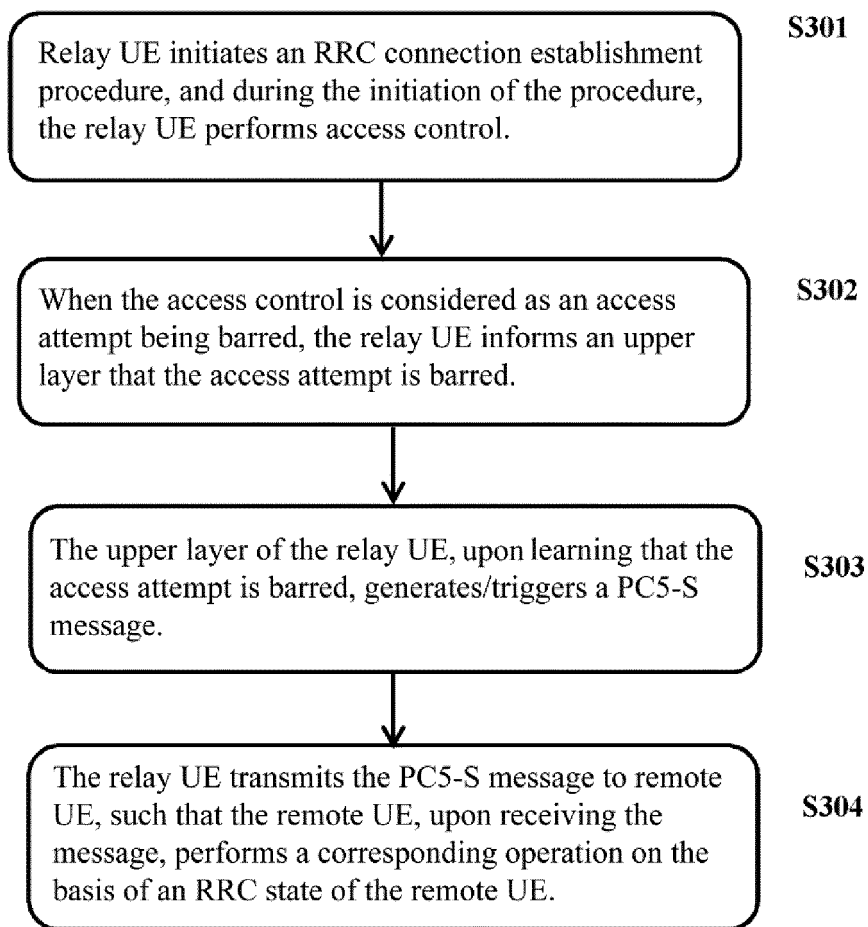 S301
Relay UE initiates an RRC connection establishment
procedure, and during the initiation of the procedure,
the relay UE performs access control.
S302
When the access control is considered as an access
attempt being barred, the relay UE informs an upper
layer that the access attempt is barred.
S303
The upper layer of the relay UE, upon learning that the
access attempt is barred, generates/triggers a PC5-S
message.
S304
The relay UE transmits the PC5-S message to remote
UE, such that the remote UE, upon receiving the
message, performs a corresponding operation on the
basis of an RRC state of the remote UE.